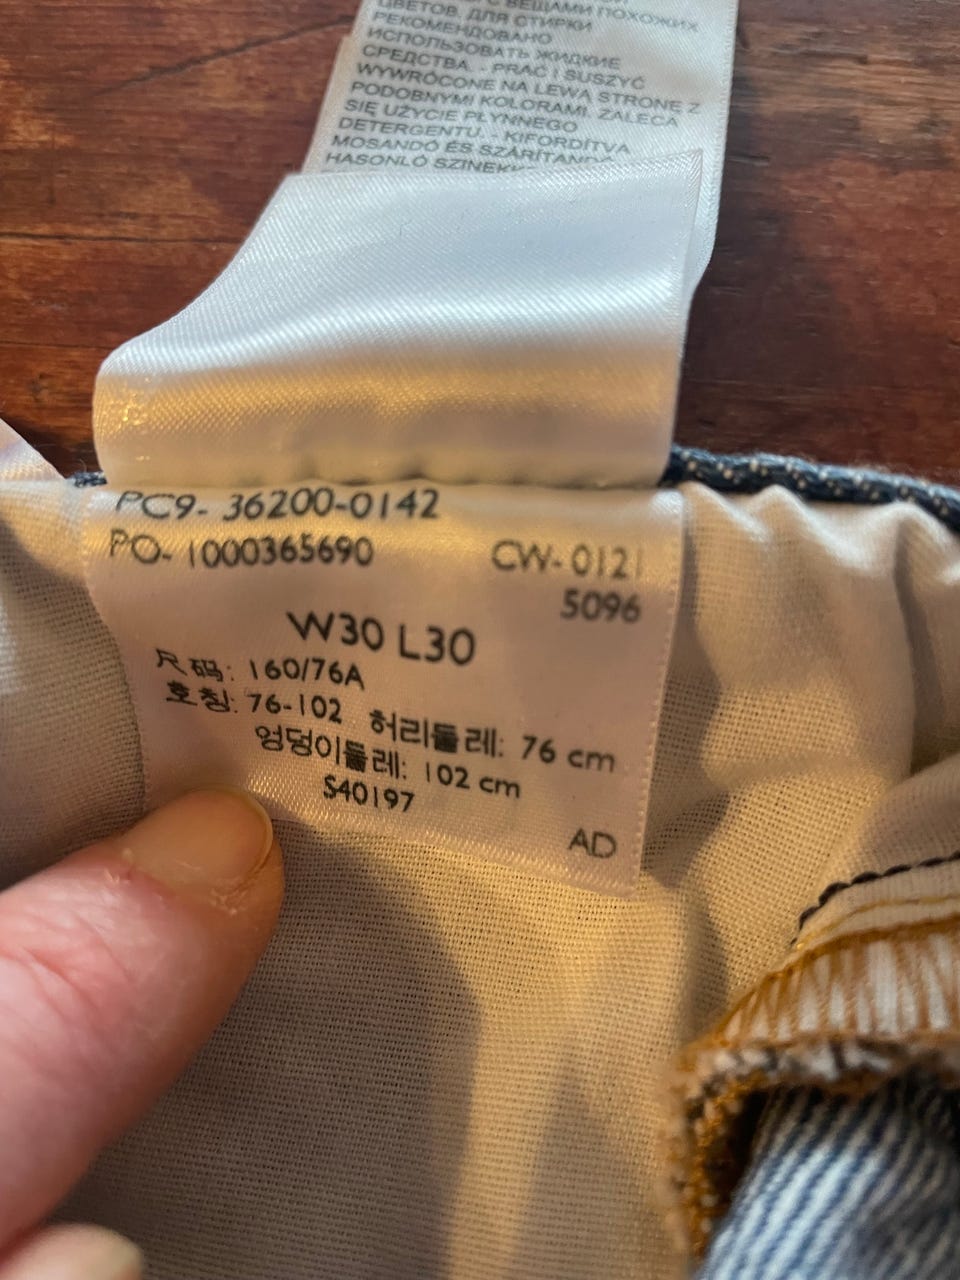 С ВЕЩАМИ ПОХОЖИХ
ЦВЕТОВ. ДЛЯ СТИРКИ
РЕКОМЕНДОВАНО
ИСПОЛЬЗОВАТЬ ЖИДКИЕ
СРЕДСТВА. - PRAĆ I SUSZYĆ
WYWRÓCONE NA LEWĄ STRONĘ Z
PODOBNYMI KOLORAMI. ZALECA
SIĘ UŻYCIE PŁYNNEGO
DETERGENTU. - KIFORDÍTVA
MOSANDÓ ÉS SZÁRÍTANDÓ
HASONLÓ
PC9- 36200-0142
PO- 1000365690 CW- 0121
5096
W30 L30
尺码: 160/76A
호칭: 76-102 허리둘레: 76 cm
엉덩이둘레: 102 cm
S40197
AD